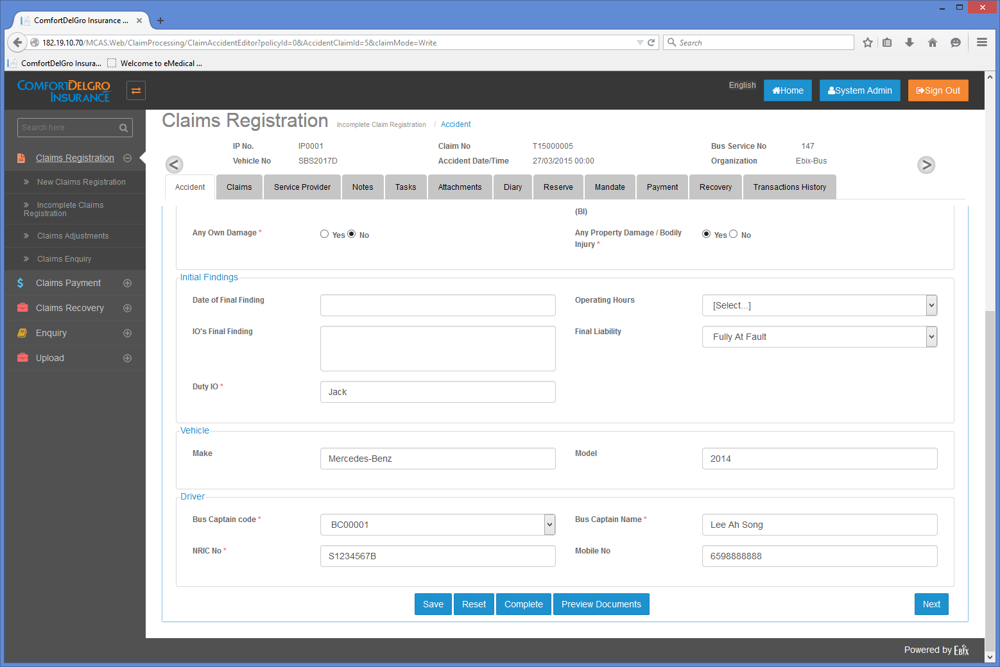 ComfortDelGro Insurance ...
182.19.10.70/MCAS.Web/ClaimProcessing/ClaimAccidentEditor?policyId=0&AccidentClaimId=5&claimMode=Write
Search
ComfortDelGro Insura...
Welcome to eMedical ...
COMFORTDELGRO
INSURANCE
English
Home
System Admin
Sign Out
Search here
Claims Registration
New Claims Registration
Incomplete Claims
Registration
Claims Adjustments
Claims Enquiry
Claims Payment
Claims Recovery
Enquiry
Upload
Claims Registration
Incomplete Claim Registration / Accident
IP No. IP0001 Claim No T15000005 Bus Service No 147
Vehicle No SBS2017D Accident Date/Time 27/03/2015 00:00 Organization Ebix-Bus
< >
Accident Claims Service Provider Notes Tasks Attachments Diary Reserve Mandate Payment Recovery Transactions History
(BI)
Any Own Damage * Yes No
Any Property Damage / Bodily
Injury * Yes No
Initial Findings
Date of Final Finding
Operating Hours [Select...]
IO's Final Finding
Final Liability Fully At Fault
Duty IO * Jack
Vehicle
Make Mercedes-Benz
Model 2014
Driver
Bus Captain code * BC00001
Bus Captain Name * Lee Ah Song
NRIC No * S1234567B
Mobile No 6598888888
Save Reset Complete Preview Documents Next
Powered by Ebix